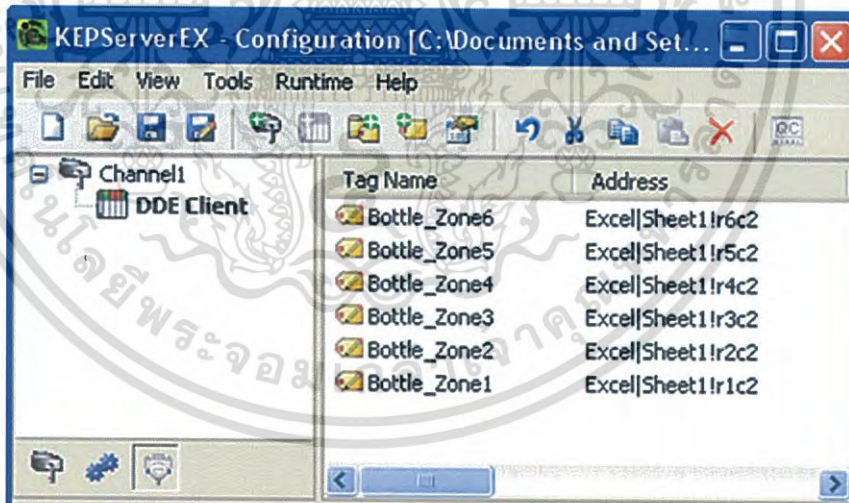 KEPServerEX - Configuration [C:\Documents and Set...
File Edit View Tools Runtime Help
QC
Channel1
DDE Client
Tag Name Address
Bottle_Zone6 Excel|Sheet1!r6c2
Bottle_Zone5 Excel|Sheet1!r5c2
Bottle_Zone4 Excel|Sheet1!r4c2
Bottle_Zone3 Excel|Sheet1!r3c2
Bottle_Zone2 Excel|Sheet1!r2c2
Bottle_Zone1 Excel|Sheet1!r1c2